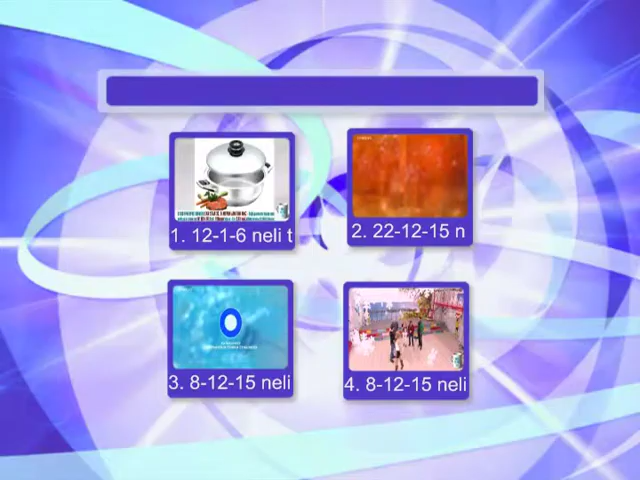 1. 12-1-6 neli t
2. 22-12-15 n
3. 8-12-15 neli
4. 8-12-15 neli